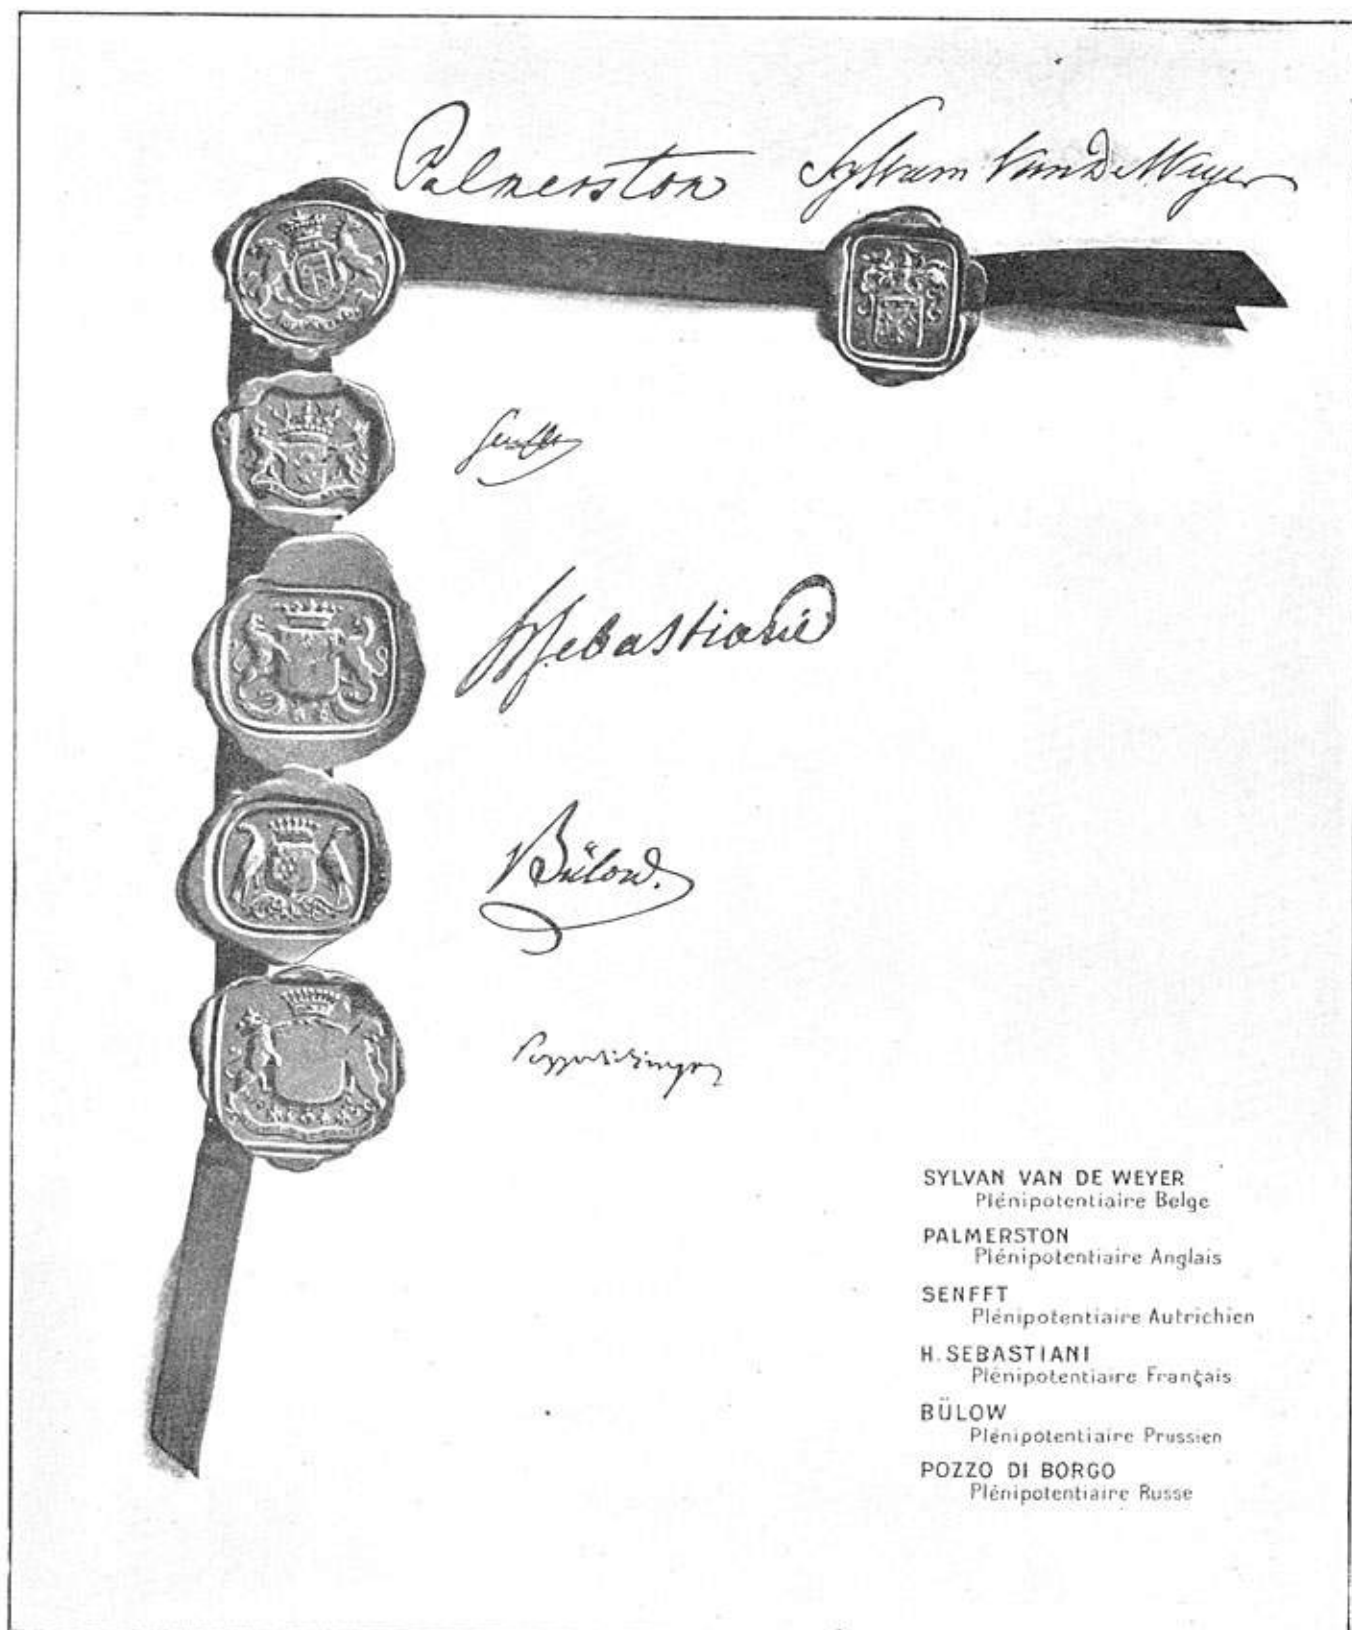 Palmerston Sylvain Van De Weyer
Senfft
H. Sebastiani
Bülow.
Pozzo di Borgo
SYLVAN VAN DE WEYER
Plénipotentiaire Belge
PALMERSTON
Plénipotentiaire Anglais
SENFFT
Plénipotentiaire Autrichien
H. SEBASTIANI
Plénipotentiaire Français
BÜLOW
Plénipotentiaire Prussien
POZZO DI BORGO
Plénipotentiaire Russe